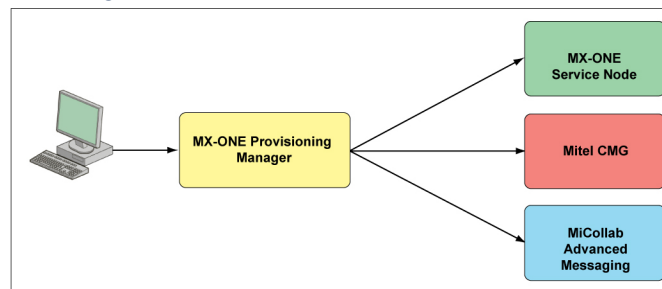 MX-ONE
Service Node
MX-ONE Provisioning
Manager
Mitel CMG
MiCollab
Advanced
Messaging